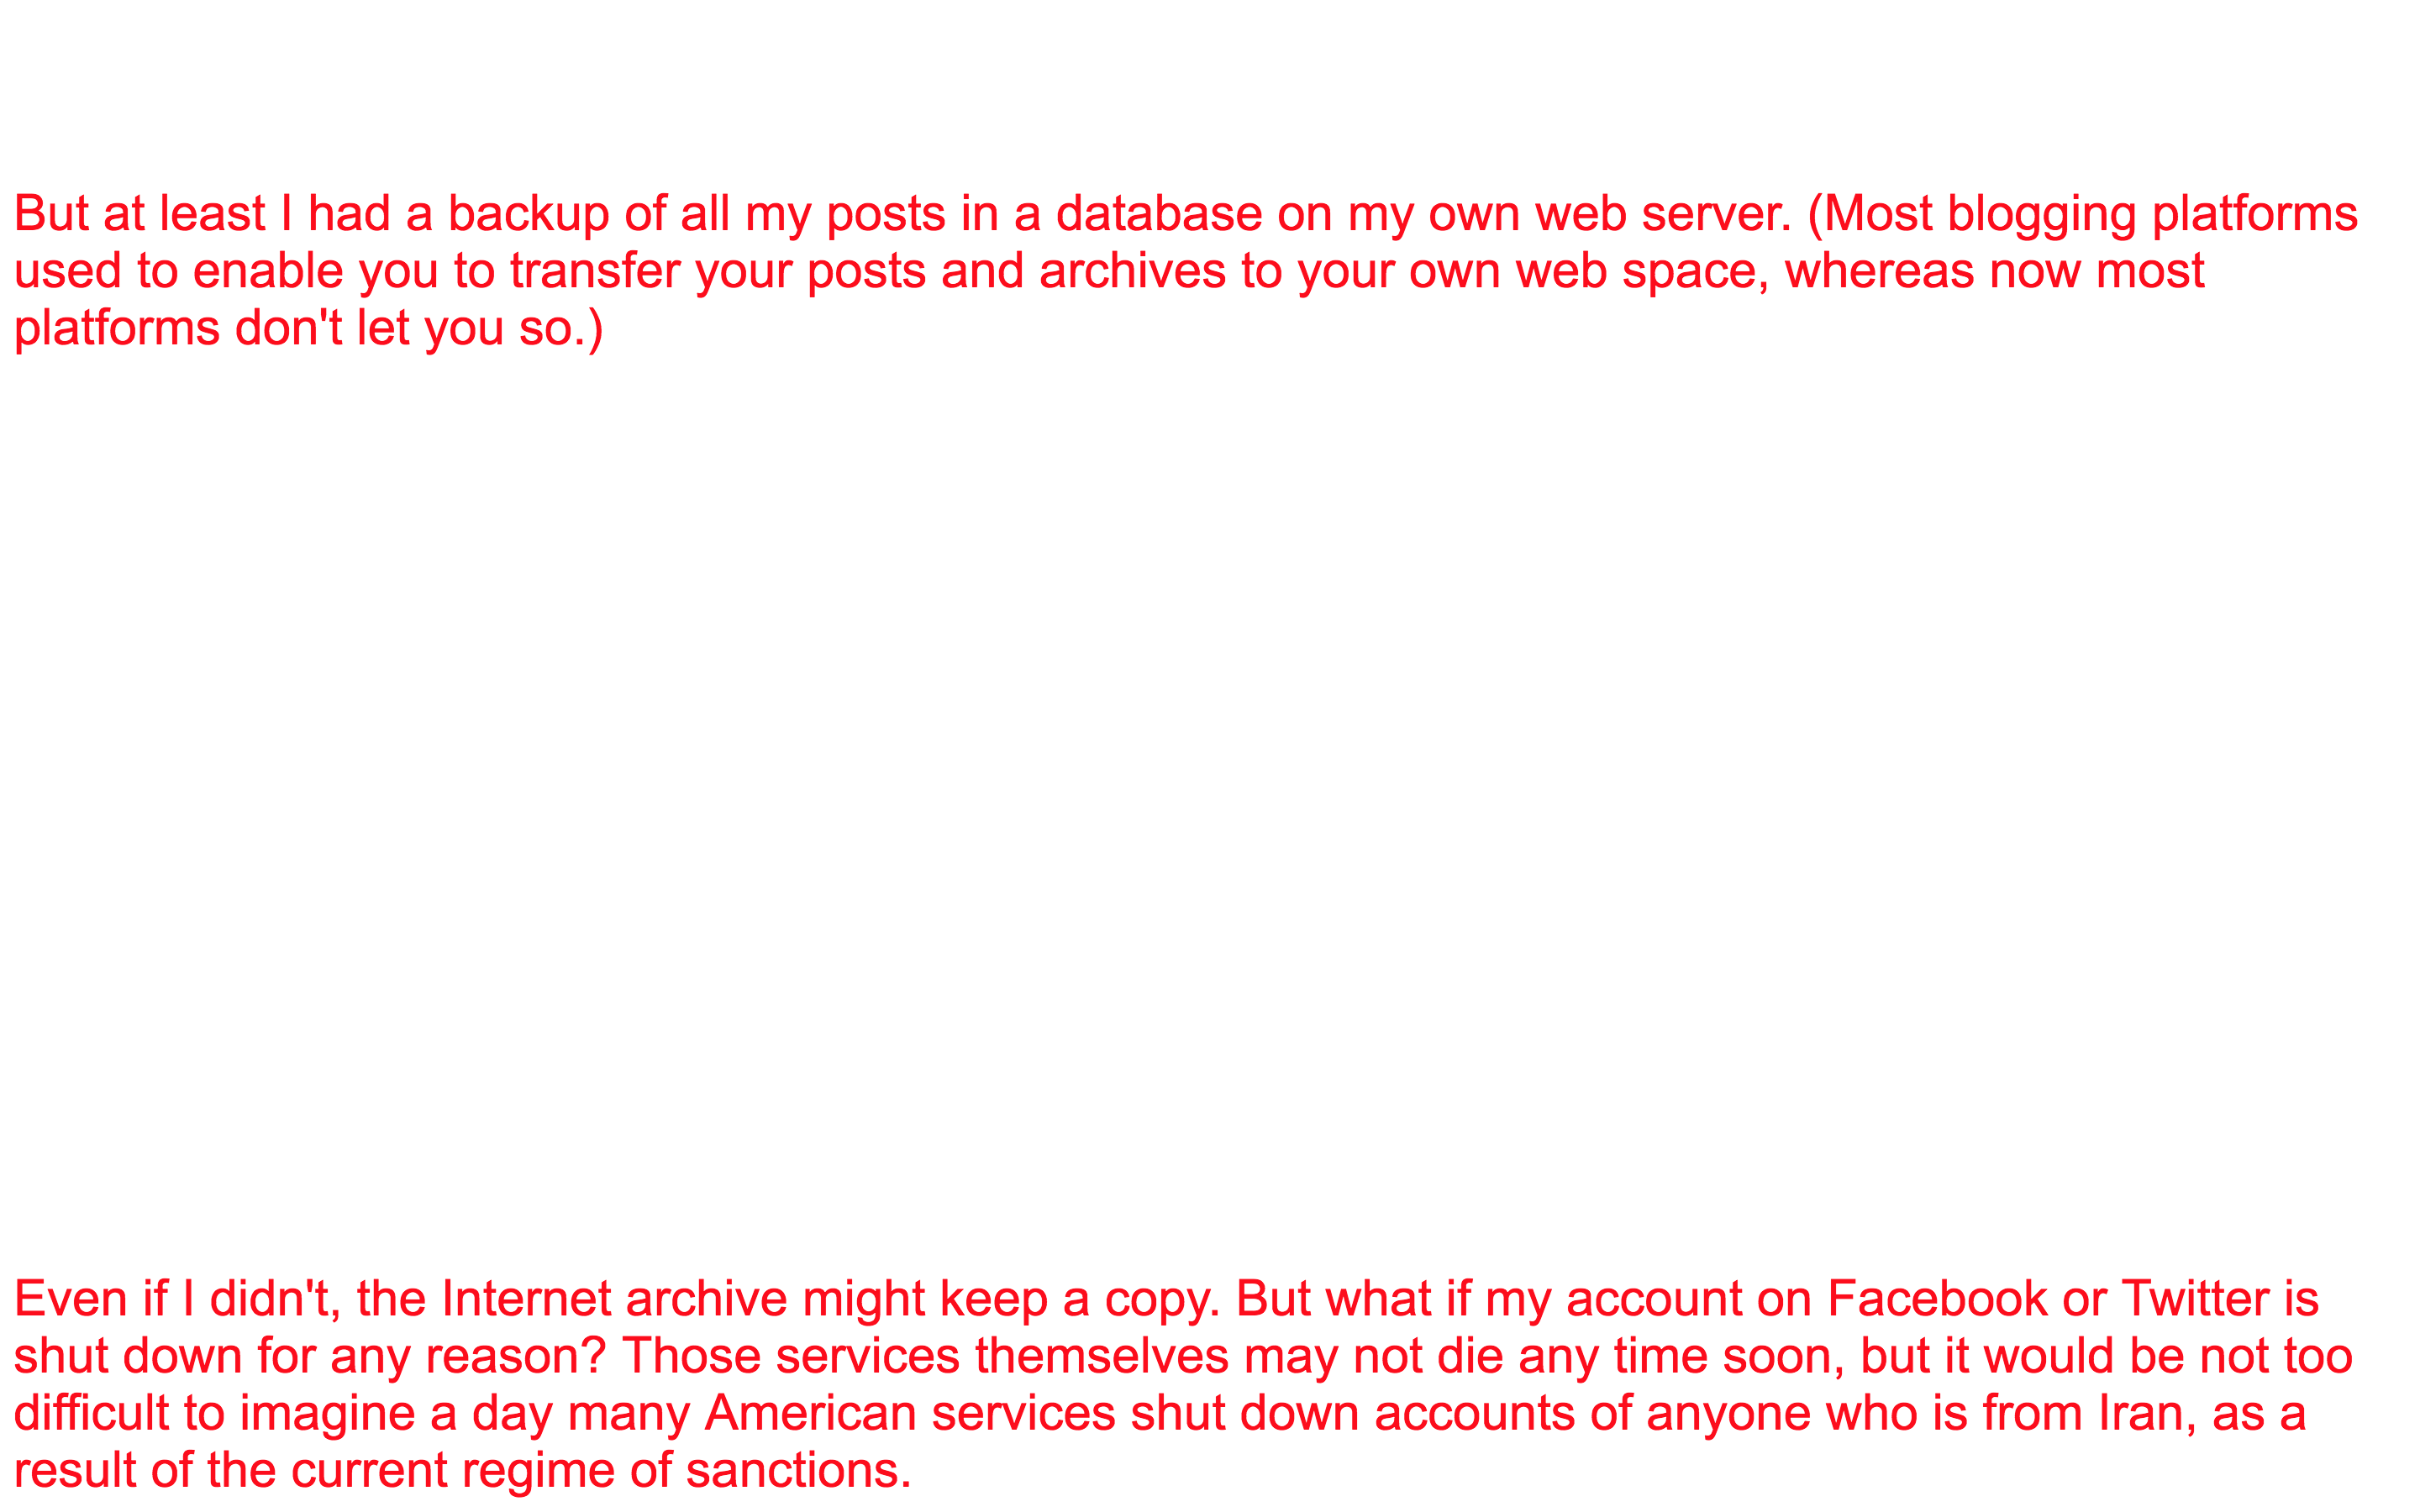 But at least I had a backup of all my posts in a database on my own web server. (Most blogging platforms
used to enable you to transfer your posts and archives to your own web space, whereas now most
platforms don't let you so.)
Even if I didn't, the Internet archive might keep a copy. But what if my account on Facebook or Twitter is
shut down for any reason? Those services themselves may not die any time soon, but it would be not too
difficult to imagine a day many American services shut down accounts of anyone who is from Iran, as a
result of the current regime of sanctions.